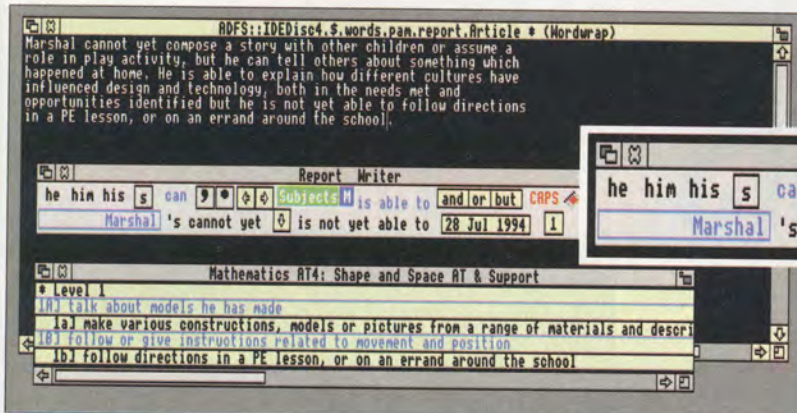 ADFS::IDEDisc4.$.words.pam.report.Article * (Wordwrap)
Marshal cannot yet compose a story with other children or assume a
role in play activity, but he can tell others about something which
happened at home. He is able to explain how different cultures have
influenced design and technology, both in the needs met and
opportunities identified but he is not yet able to follow directions
in a PE lesson, or on an errand around the school.
Report Writer
he him his s can , • Subjects M is able to and or but CAPS
Marshal 's cannot yet is not yet able to 28 Jul 1994 1
he him his s ca
Marshal 's
Mathematics AT4: Shape and Space AT & Support
* Level 1
1A] talk about models he has made
1a] make various constructions, models or pictures from a range of materials and descri
1B] follow or give instructions related to movement and position
1b] follow directions in a PE lesson, or on an errand around the school